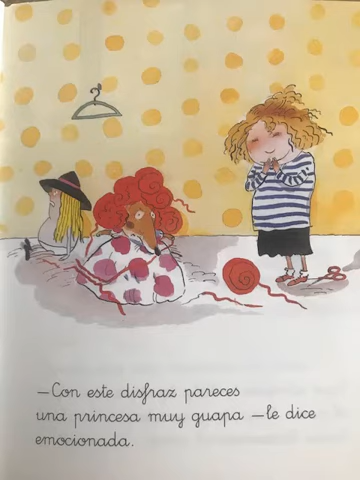 —Con este disfraz pareces
una princesa muy guapa —le dice
emocionada.